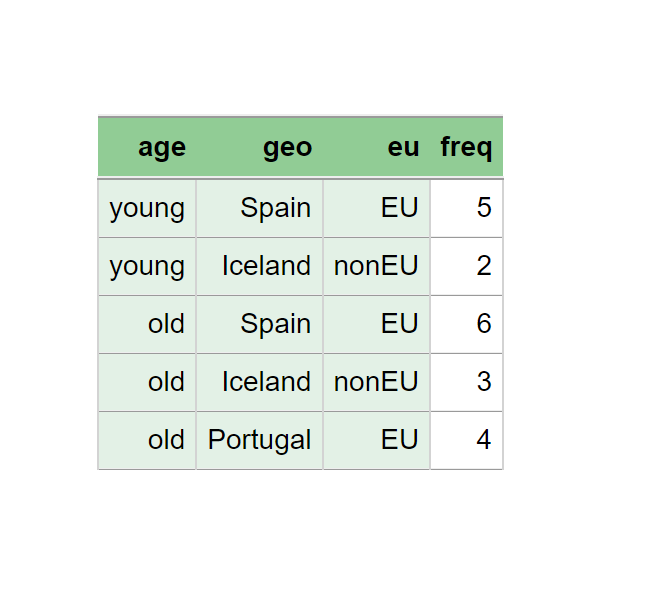 age geo eu freq
young Spain EU 5
young Iceland nonEU 2
old Spain EU 6
old Iceland nonEU 3
old Portugal EU 4